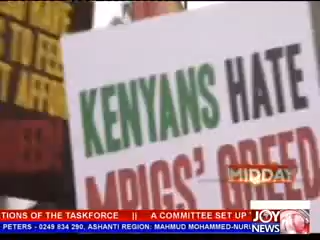 KENYANS HATE
MPIGS' GREED
MIDDAY
TIONS OF THE TASKFORCE || A COMMITTEE SET UP
JOY
NEWS
PETERS - 0249 834 290, ASHANTI REGION: MAHMUD MOHAMMED-NURU